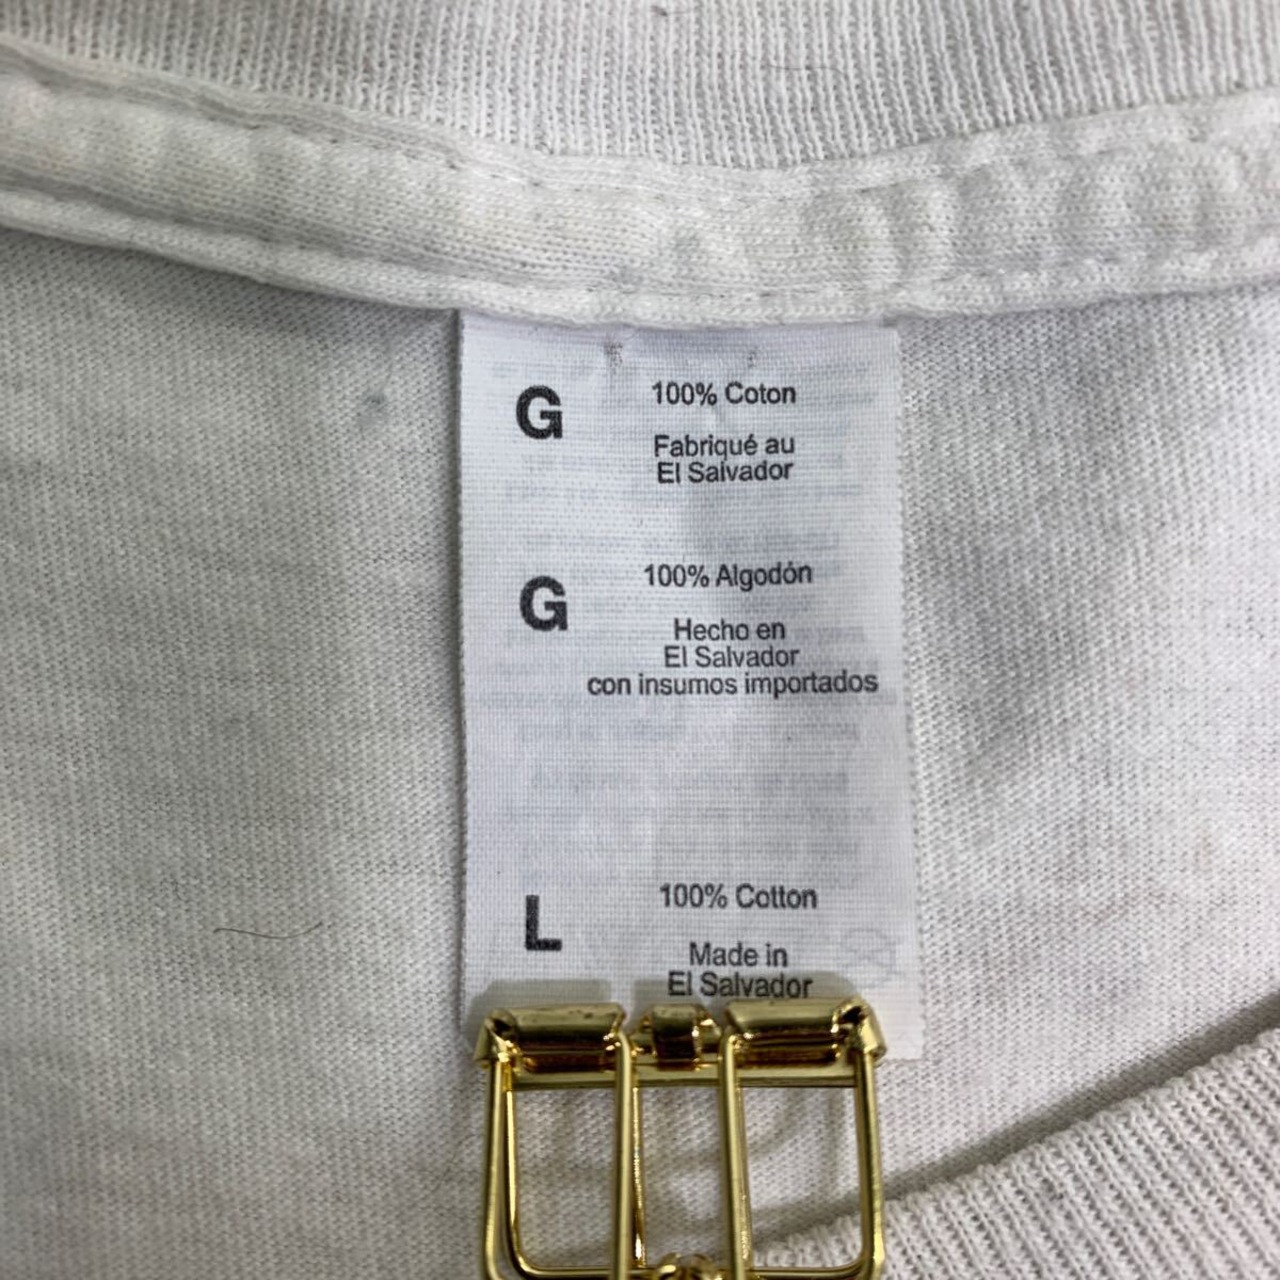 G 100% Coton
Fabriqué au
El Salvador
G 100% Algodón
Hecho en
El Salvador
con insumos importados
L 100% Cotton
Made in
El Salvador